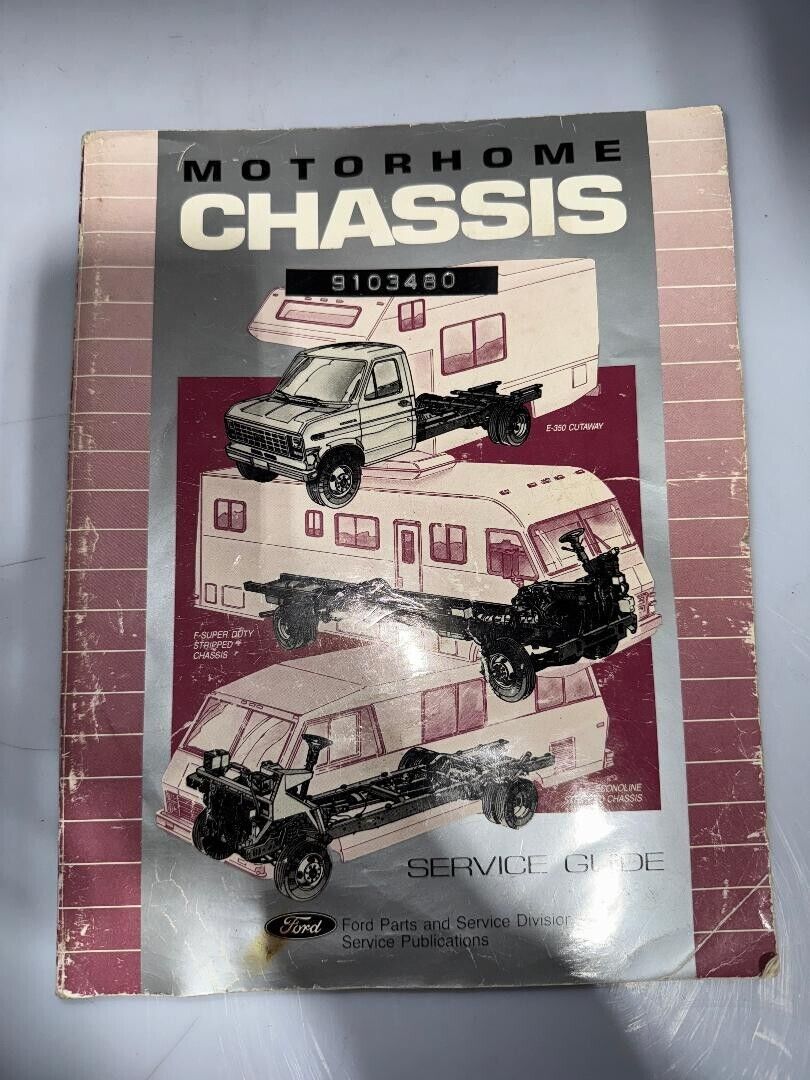 MOTORHOME
CHASSIS
9103480
E-350 CUTAWAY
F-SUPER DUTY
STRIPPED
CHASSIS
ECONOLINE
CHASSIS
SERVICE GUIDE
Ford
Ford Parts and Service Division
Service Publications